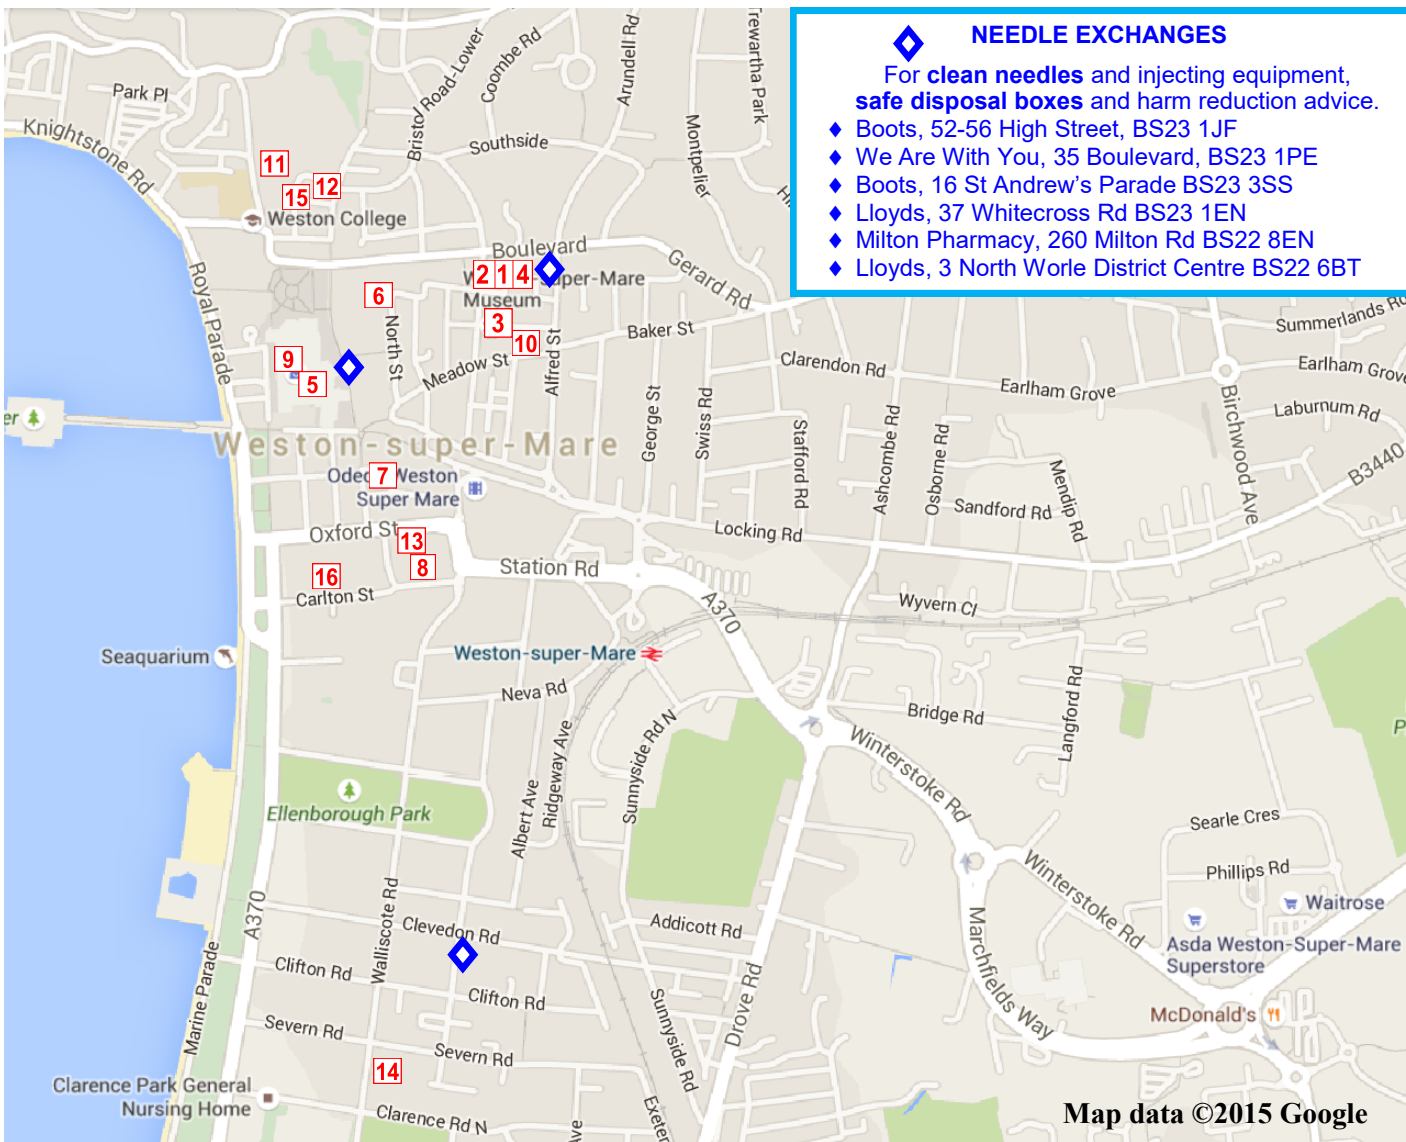 NEEDLE EXCHANGES
For clean needles and injecting equipment,
safe disposal boxes and harm reduction advice.
♦ Boots, 52-56 High Street, BS23 1JF
♦ We Are With You, 35 Boulevard, BS23 1PE
♦ Boots, 16 St Andrew's Parade BS23 3SS
♦ Lloyds, 37 Whitecross Rd BS23 1EN
♦ Milton Pharmacy, 260 Milton Rd BS22 8EN
♦ Lloyds, 3 North Worle District Centre BS22 6BT
Trewartha Park
Arundell Rd
Coombe Rd
Bristol Road-Lower
Park Pl
Knightstone Rd
Southside
Montpelier
11
12
15
Weston College
Boulevard
Gerard Rd
Royal Parade
2 1 4
-super-Mare
Museum
6
3
10
North St
Meadow St
Alfred St
Baker St
9
5
Clarendon Rd
Earlham Grove
Summerlands Rd
Earlham Grove
Laburnum Rd
Birchwood Ave
B3440
George St
Swiss Rd
Stafford Rd
Ashcombe Rd
Osborne Rd
Mendip Rd
Sandford Rd
Weston-super-Mare
7
Weston
Super Mare
Oxford St
13
8
16
Carlton St
Station Rd
Locking Rd
A370
Wyvern Cl
Seaquarium
Weston-super-Mare
Neva Rd
Sunnyside Rd N
Ridgeway Ave
Albert Ave
Bridge Rd
Langford Rd
Winterstoke Rd
Ellenborough Park
Searle Cres
Phillips Rd
Waitrose
Asda Weston-Super-Mare
Superstore
Winterstoke Rd
Marchfields Way
McDonald's
A370
Walliscote Rd
Clevedon Rd
Addicott Rd
Clifton Rd
Clifton Rd
Marine Parade
Severn Rd
Severn Rd
Sunnyside Rd
Drove Rd
14
Clarence Park General
Nursing Home
Clarence Rd N
Exeter
Ave
Map data ©2015 Google